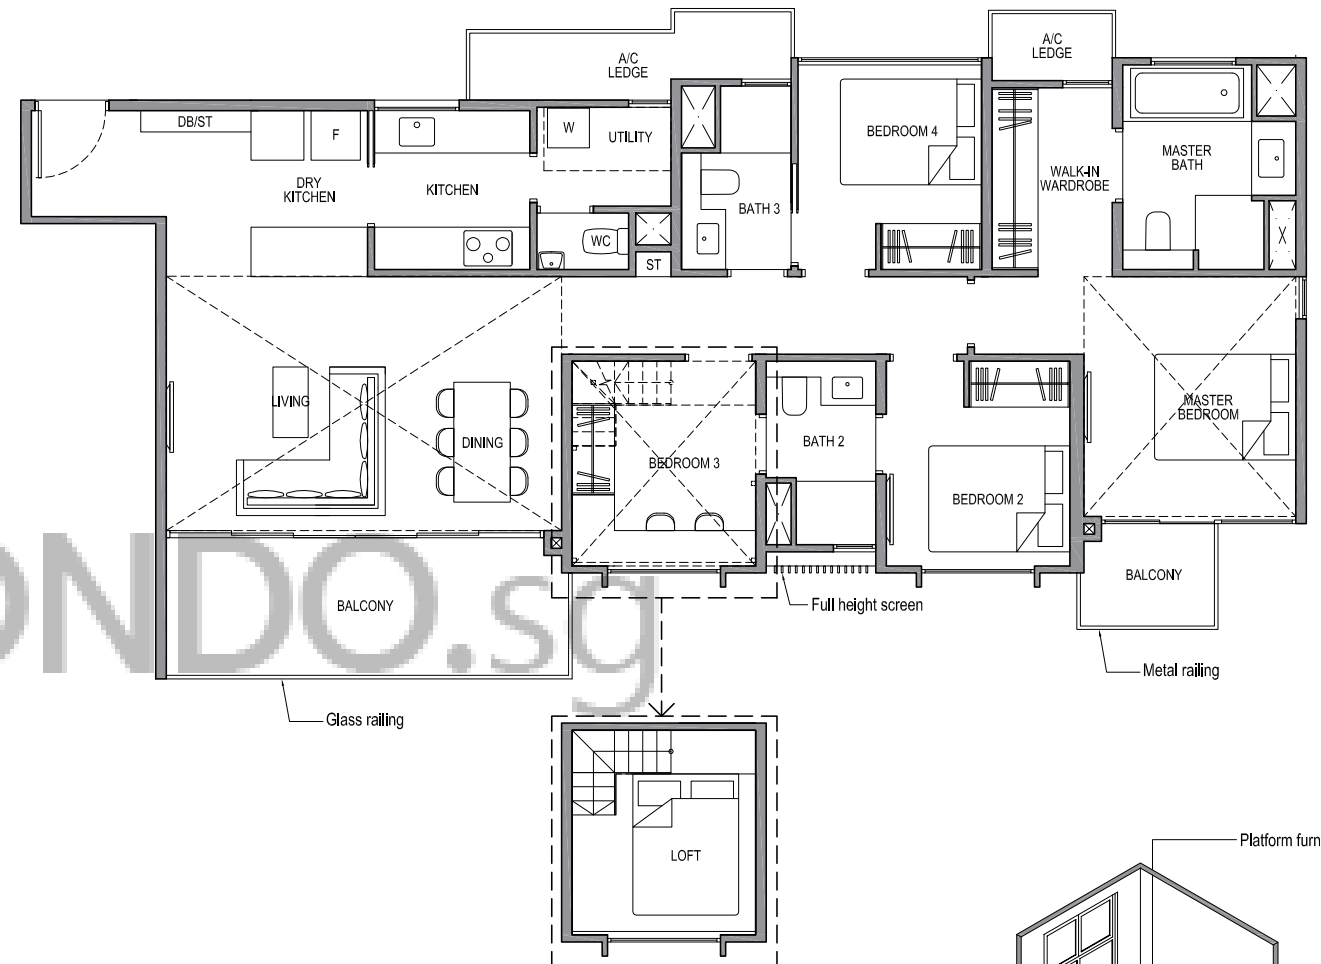 A/C
LEDGE
A/C
LEDGE
DB/ST
F
W
UTILITY
BEDROOM 4
MASTER
BATH
DRY
KITCHEN
KITCHEN
WALK-IN
WARDROBE
BATH 3
WC
ST
LIVING
DINING
BEDROOM 3
BATH 2
BEDROOM 2
MASTER
BEDROOM
BALCONY
BALCONY
ONDO.sg
Full height screen
Metal railing
Glass railing
LOFT
Platform furn